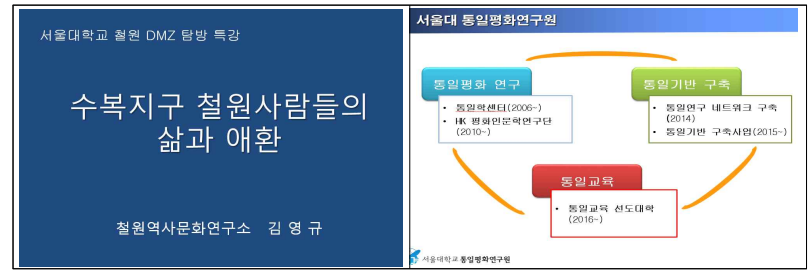 서울대학교 철원 DMZ 탐방 특강
수복지구 철원사람들의
삶과 애환
철원역사문화연구소 김 영 규
서울대 통일평화연구원
통일평화 연구
• 통일학센터(2006~)
• HK 평화인문학연구단
(2010~)
통일기반 구축
• 통일연구 네트워크 구축
(2014)
• 통일기반 구축사업(2015~)
통일교육
• 통일교육 선도대학
(2016~)
서울대학교 통일평화연구원